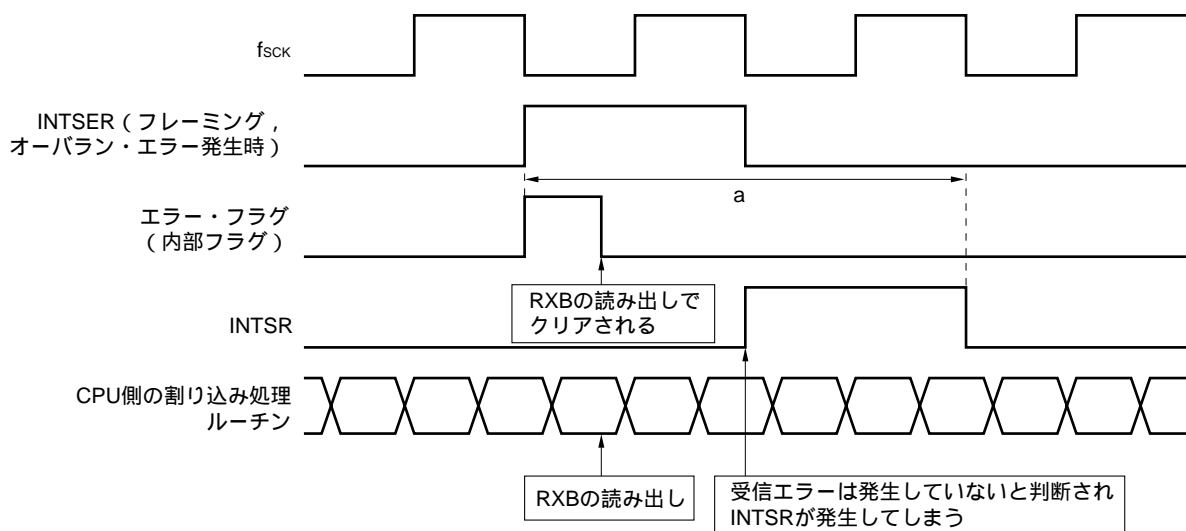 fSCK
INTSER（フレーミング，
オーバラン・エラー発生時）
a
エラー・フラグ
（内部フラグ）
RXBの読み出しで
クリアされる
INTSR
CPU側の割り込み処理
ルーチン
RXBの読み出し
受信エラーは発生していないと判断され
INTSRが発生してしまう